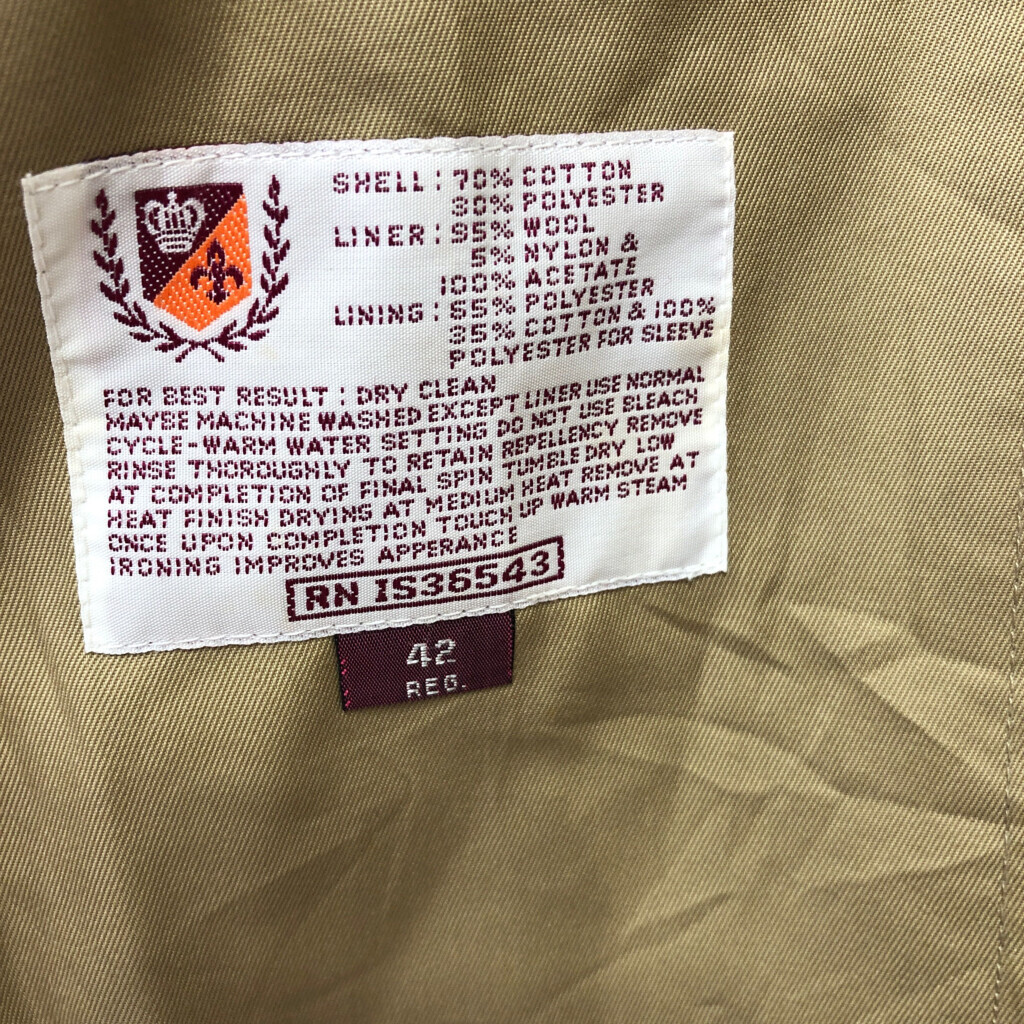 SHELL: 70% COTTON
30% POLYESTER
LINER: 95% WOOL
5% NYLON &
100% ACETATE
LINING: 65% POLYESTER
35% COTTON & 100%
POLYESTER FOR SLEEVE
FOR BEST RESULT: DRY CLEAN
MAYBE MACHINE WASHED EXCEPT LINER USE NORMAL
CYCLE-WARM WATER SETTING DO NOT USE BLEACH
RINSE THOROUGHLY TO RETAIN REPELLENCY REMOVE
AT COMPLETION OF FINAL SPIN TUMBLE DRY LOW
HEAT FINISH DRYING AT MEDIUM HEAT REMOVE AT
ONCE UPON COMPLETION TOUCH UP WARM STEAM
IRONING IMPROVES APPERANCE
RN IS36543
42
REG.